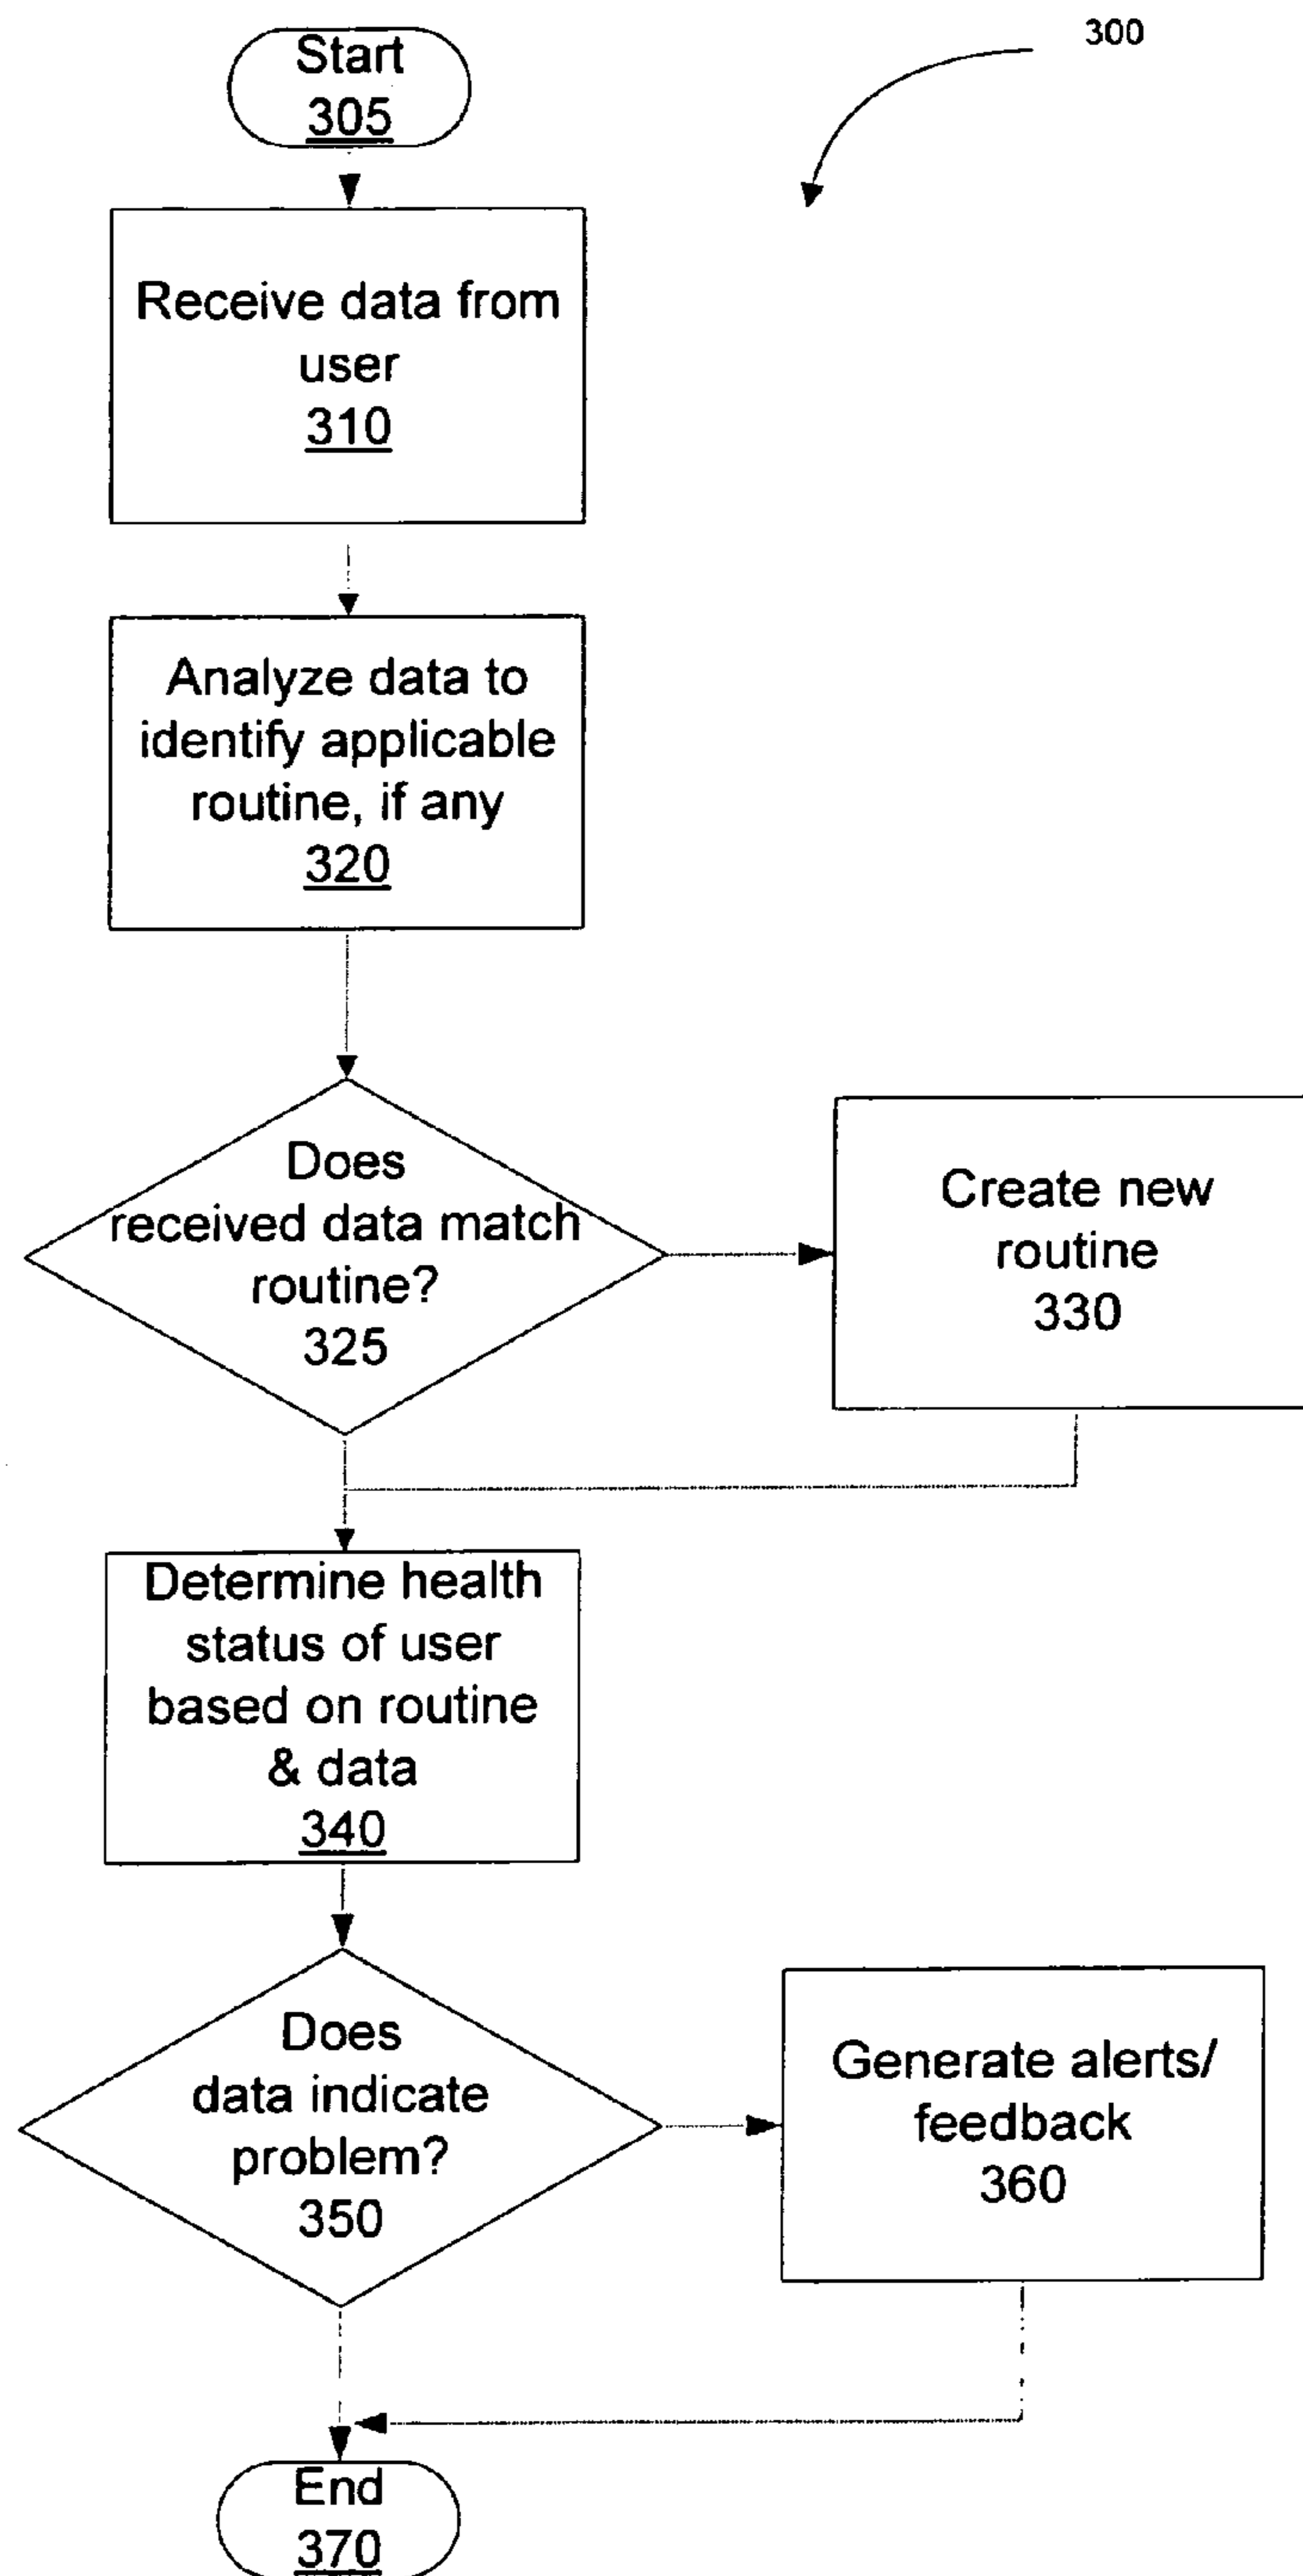 300
Start
305
Receive data from
user
310
Analyze data to
identify applicable
routine, if any
320
Does
received data match
routine?
325
Create new
routine
330
Determine health
status of user
based on routine
& data
340
Does
data indicate
problem?
350
Generate alerts/
feedback
360
End
370